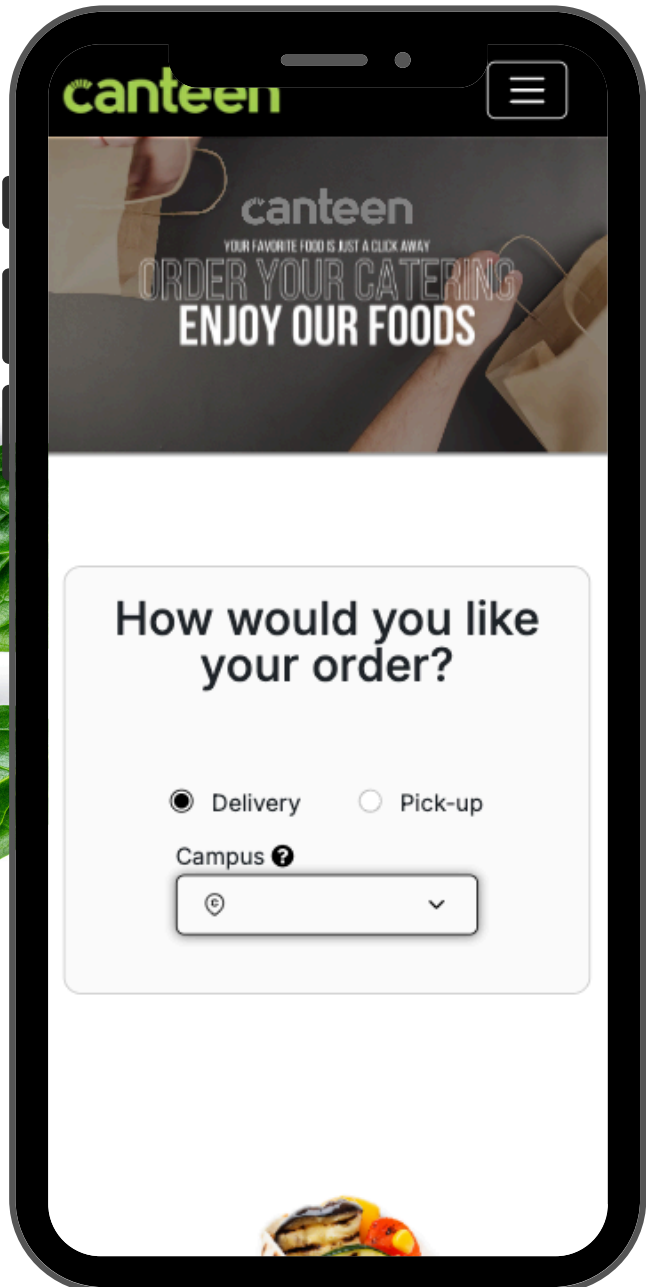 canteen
canteen
YOUR FAVORITE FOOD IS JUST A CLICK AWAY
ORDER YOUR CATERING
ENJOY OUR FOODS
How would you like
your order?
Delivery Pick-up
Campus ?